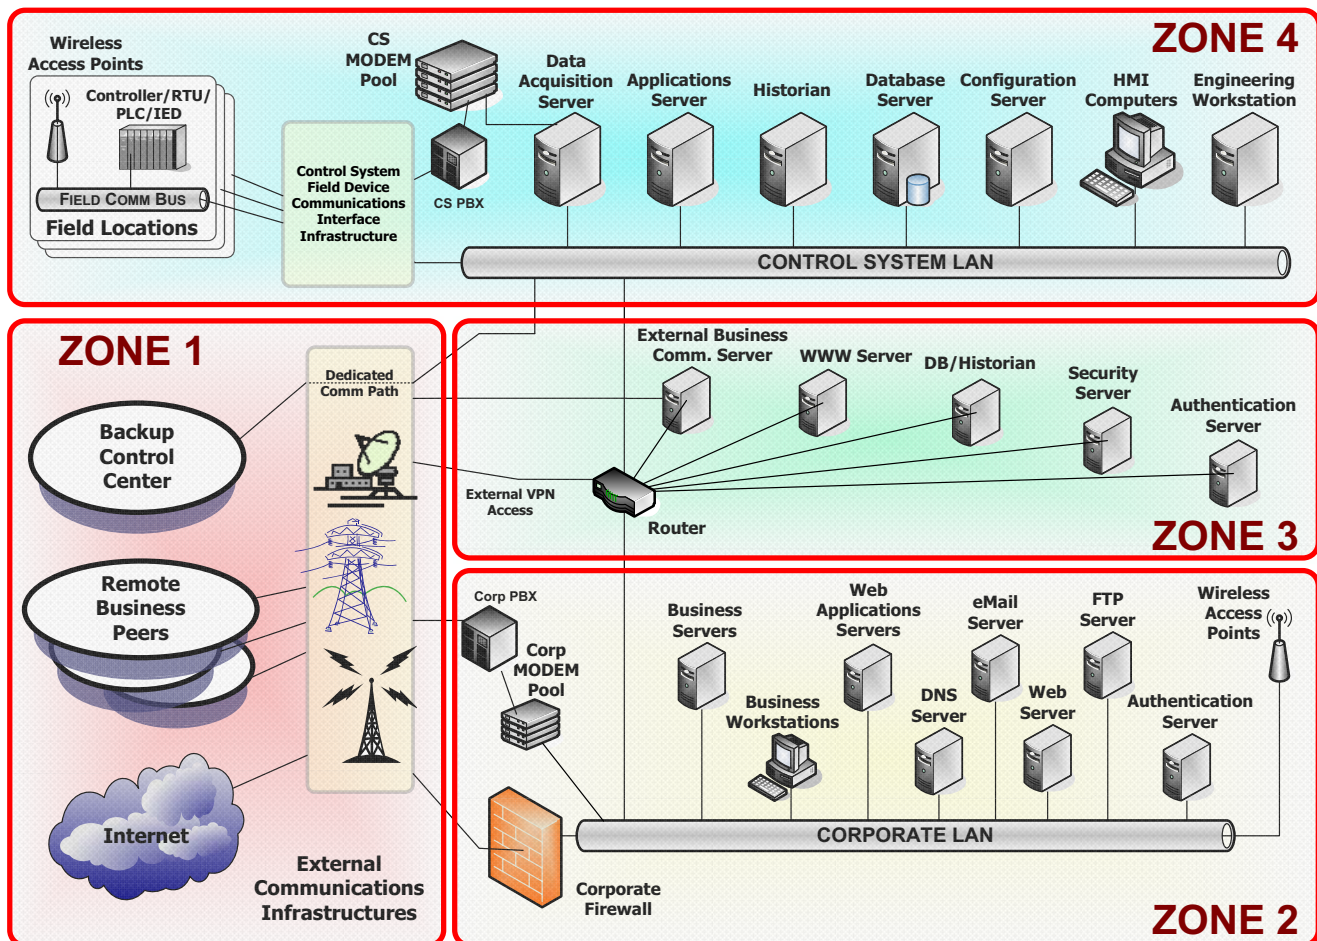 ZONE 4
Wireless
Access Points
Controller/RTU/
PLC/IED
FIELD COMM BUS
Field Locations
Control System
Field Device
Communications
Interface
Infrastructure
CS
MODEM
Pool
CS PBX
Data
Acquisition
Server
Applications
Server
Historian
Database
Server
Configuration
Server
HMI
Computers
Engineering
Workstation
CONTROL SYSTEM LAN
ZONE 1
Dedicated
Comm Path
Backup
Control
Center
Remote
Business
Peers
Internet
External
Communications
Infrastructures
External Business
Comm. Server
WWW Server
DB/Historian
Security
Server
Authentication
Server
External VPN
Access
Router
ZONE 3
Corp PBX
Corp
MODEM
Pool
Business
Servers
Business
Workstations
Web
Applications
Servers
DNS
Server
eMail
Server
Web
Server
FTP
Server
Authentication
Server
Wireless
Access
Points
CORPORATE LAN
Corporate
Firewall
ZONE 2